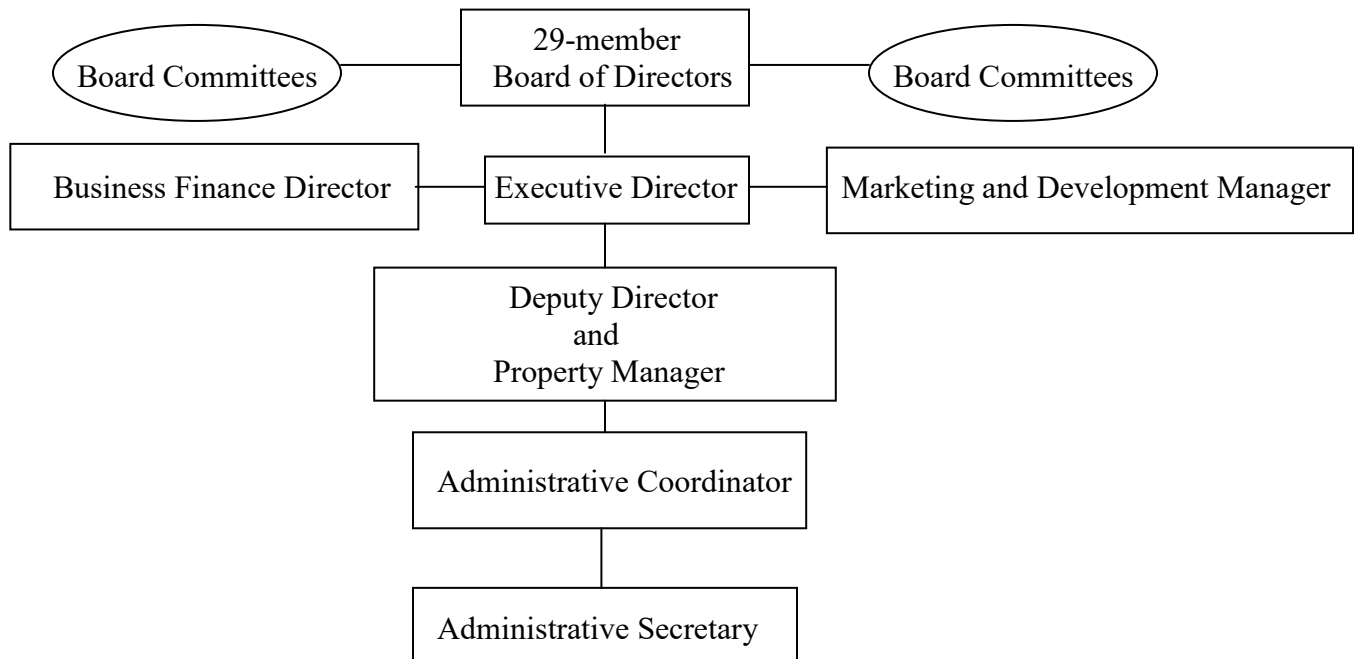 29-member
Board of Directors
Board Committees
Board Committees
Business Finance Director
Executive Director
Marketing and Development Manager
Deputy Director
and
Property Manager
Administrative Coordinator
Administrative Secretary